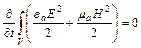 ∂/∂t ∫_V (ε₀E²/2 + μ₀H²/2) = 0